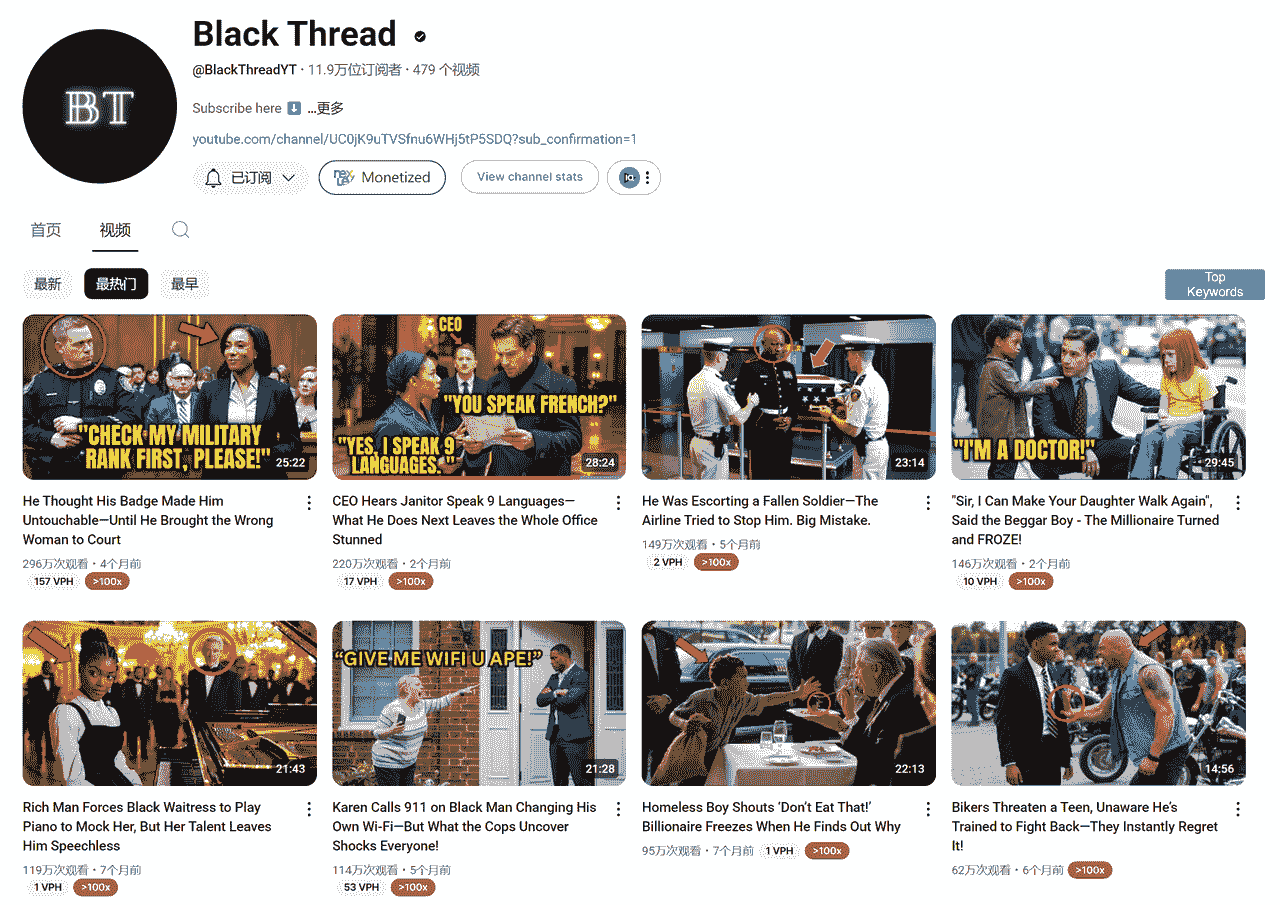 Black Thread
BT
@BlackThreadYT · 11.9万位订阅者 · 479 个视频
Subscribe here ⬇ ...更多
youtube.com/channel/UC0jK9uTVSfnu6WHj5tP5SDQ?sub_confirmation=1
已订阅
nexlev Monetized
View channel stats
首页 视频
最新 最热门 最早
Top
Keywords
"CHECK MY MILITARY
RANK FIRST, PLEASE!"
25:22
CEO
"YOU SPEAK FRENCH?"
"YES, I SPEAK 9
LANGUAGES."
28:24
23:14
"I'M A DOCTOR!"
29:45
He Thought His Badge Made Him
Untouchable—Until He Brought the Wrong
Woman to Court
296万次观看 · 4个月前
157 VPH >100x
CEO Hears Janitor Speak 9 Languages—
What He Does Next Leaves the Whole Office
Stunned
220万次观看 · 2个月前
17 VPH >100x
He Was Escorting a Fallen Soldier—The
Airline Tried to Stop Him. Big Mistake.
149万次观看 · 5个月前
2 VPH >100x
"Sir, I Can Make Your Daughter Walk Again",
Said the Beggar Boy - The Millionaire Turned
and FROZE!
146万次观看 · 2个月前
10 VPH >100x
21:43
"GIVE ME WIFI U APE!"
21:28
22:13
14:56
Rich Man Forces Black Waitress to Play
Piano to Mock Her, But Her Talent Leaves
Him Speechless
119万次观看 · 7个月前
1 VPH >100x
Karen Calls 911 on Black Man Changing His
Own Wi-Fi—But What the Cops Uncover
Shocks Everyone!
114万次观看 · 5个月前
53 VPH >100x
Homeless Boy Shouts ‘Don’t Eat That!’
Billionaire Freezes When He Finds Out Why
95万次观看 · 7个月前 1 VPH >100x
Bikers Threaten a Teen, Unaware He’s
Trained to Fight Back—They Instantly Regret
It!
62万次观看 · 6个月前 >100x